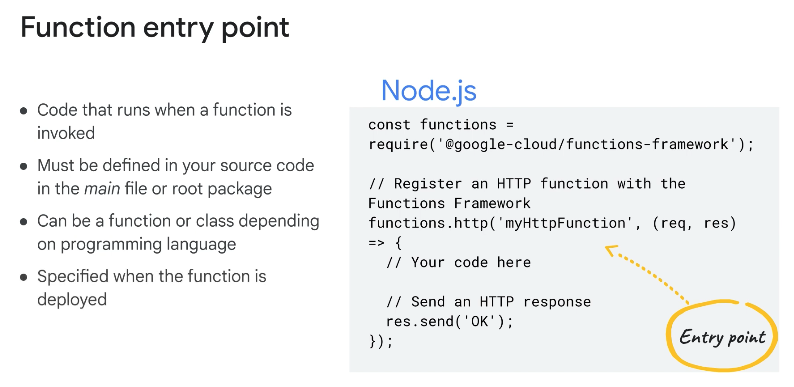 Function entry point
• Code that runs when a function is
invoked
• Must be defined in your source code
in the main file or root package
• Can be a function or class depending
on programming language
• Specified when the function is
deployed
Node.js
const functions =
require('@google-cloud/functions-framework');
// Register an HTTP function with the
Functions Framework
functions.http('myHttpFunction', (req, res)
=> {
  // Your code here
  // Send an HTTP response
  res.send('OK');
});
Entry point